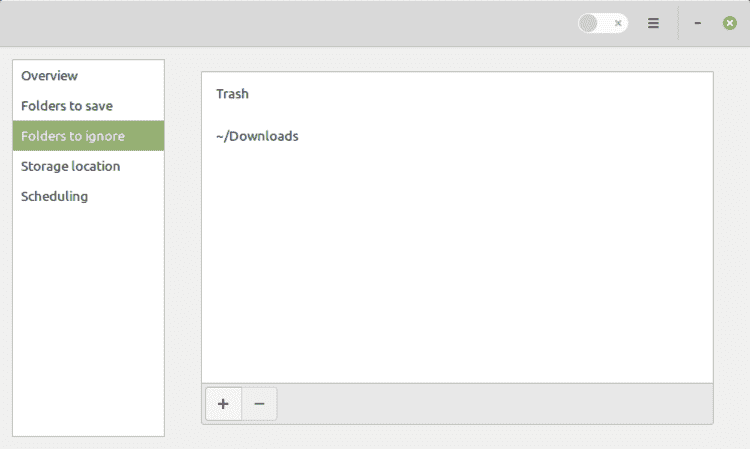 Overview
Folders to save
Folders to ignore
Storage location
Scheduling
Trash
~/Downloads